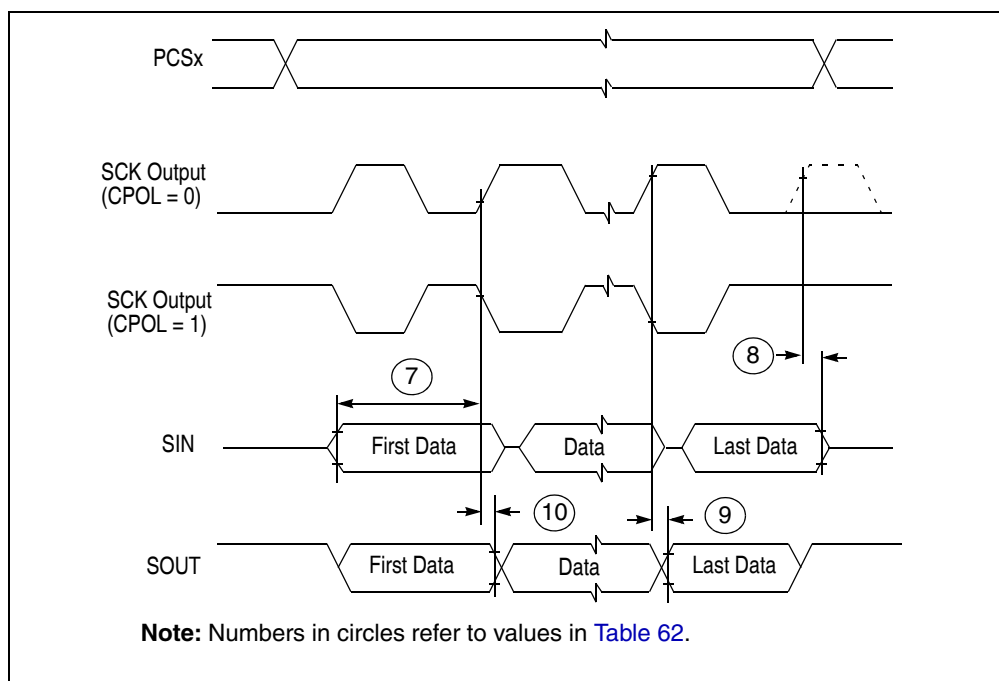 PCSx
SCK Output
(CPOL = 0)
SCK Output
(CPOL = 1)
8
7
SIN
First Data
Data
Last Data
10
9
SOUT
First Data
Data
Last Data
Note: Numbers in circles refer to values in Table 62.